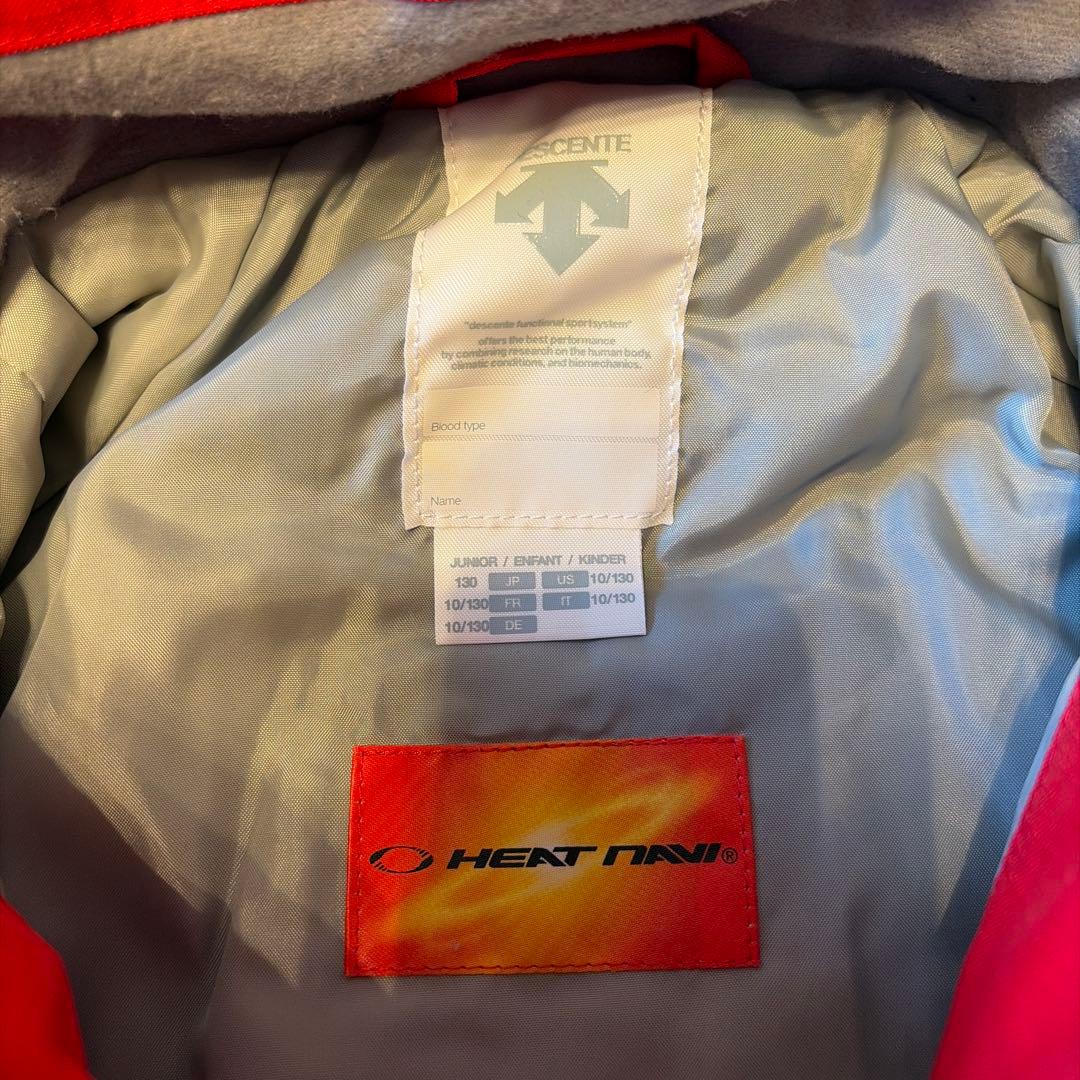 DESCENTE
"descente functional sportsystem"
offers the best performance
by combining research on the human body,
climatic conditions, and biomechanics.
Blood type
Name
JUNIOR / ENFANT / KINDER
130 JP US 10/130
10/130 FR IT 10/130
10/130 DE
HEAT NAVI®